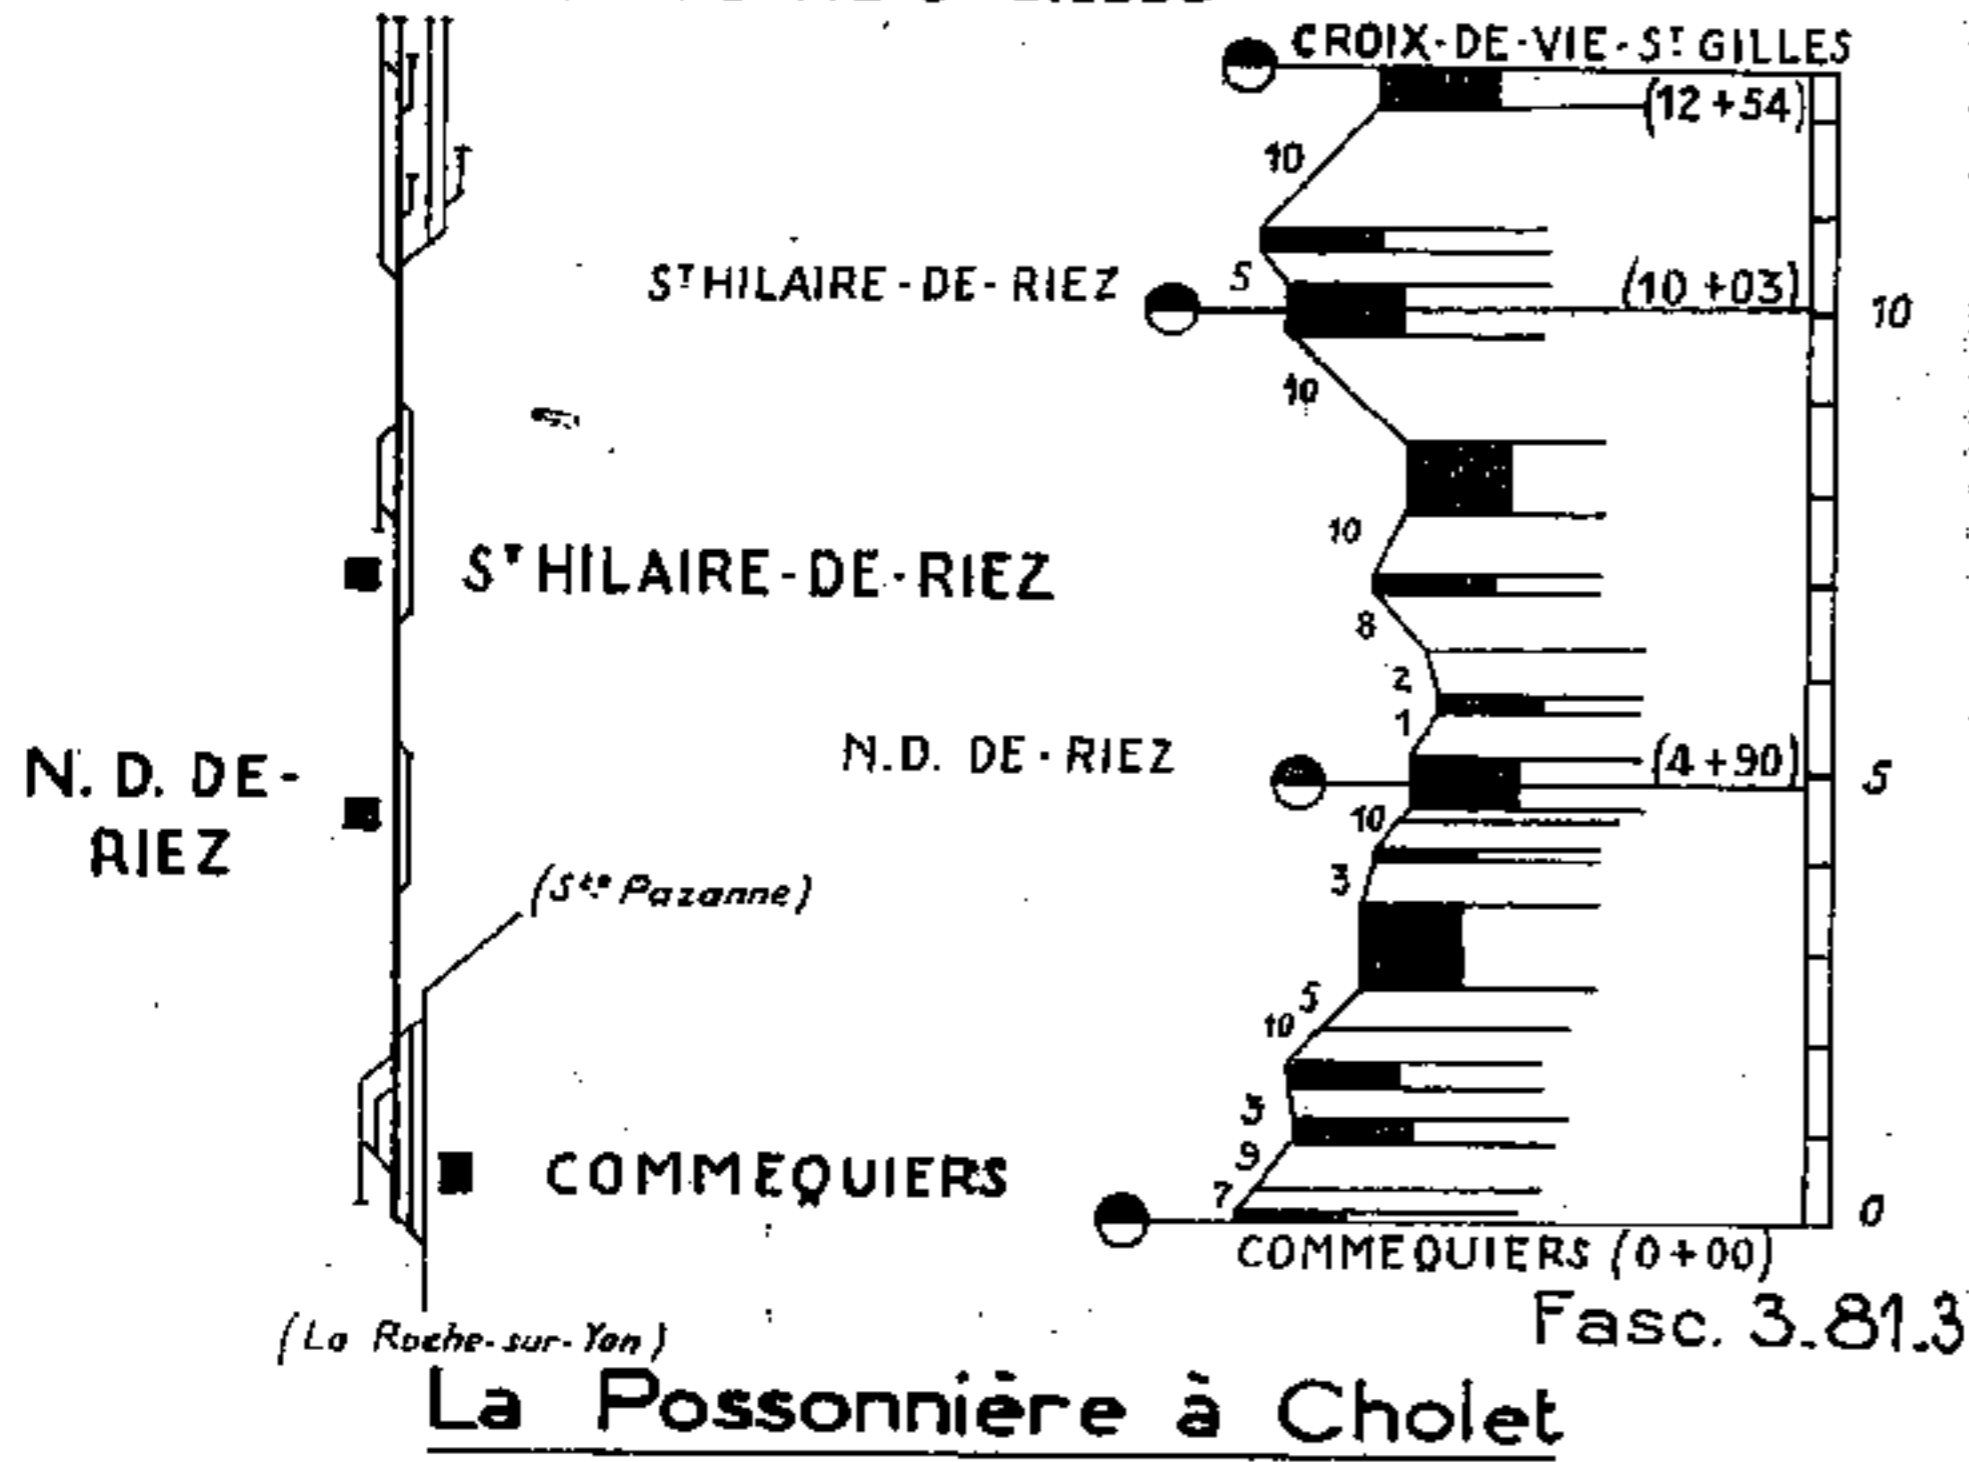 CROIX-DE-VIE-ST GILLES
(12+54)
10
ST HILAIRE-DE-RIEZ
5
(10+03)
10
10
10
ST HILAIRE-DE-RIEZ
8
2
1
N.D. DE-RIEZ
(4+90)
5
N. D. DE-
RIEZ
10
3
(Ste Pazanne)
5
10
3
9
COMMEQUIERS
7
0
COMMEQUIERS (0+00)
(La Roche-sur-Yon)
Fasc. 3.81.3
La Possonnière à Cholet